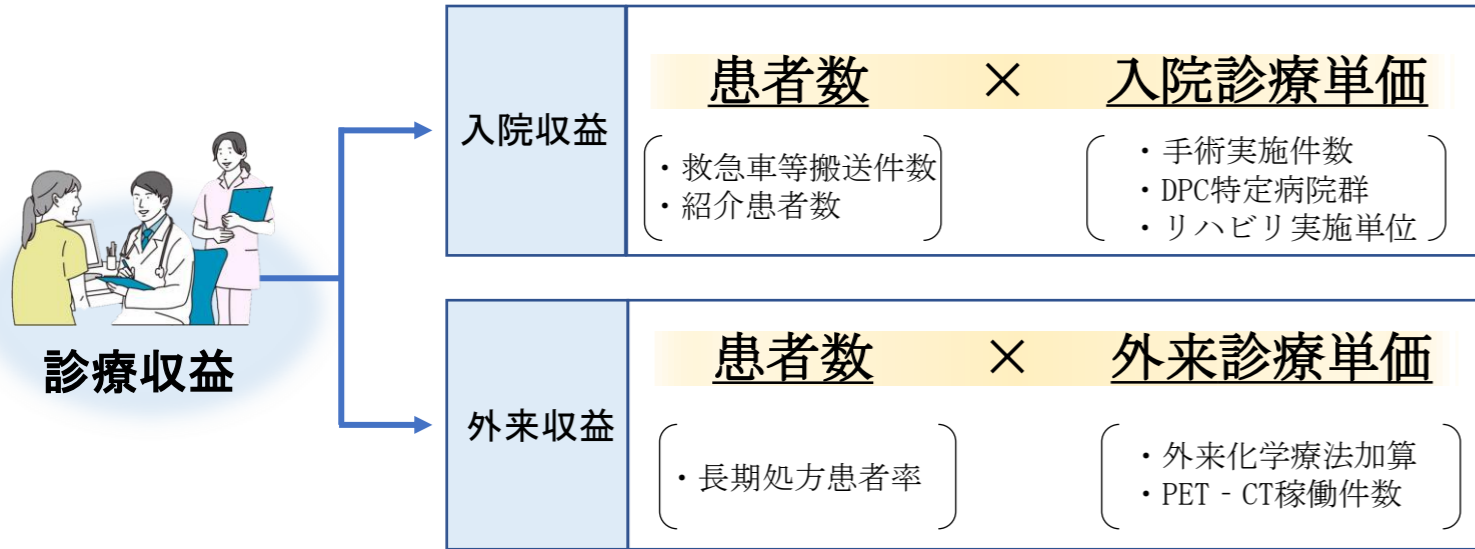 診療収益
入院収益
患者数 × 入院診療単価
・救急車等搬送件数
・紹介患者数
・手術実施件数
・DPC特定病院群
・リハビリ実施単位
外来収益
患者数 × 外来診療単価
・長期処方患者率
・外来化学療法加算
・PET‐CT稼働件数